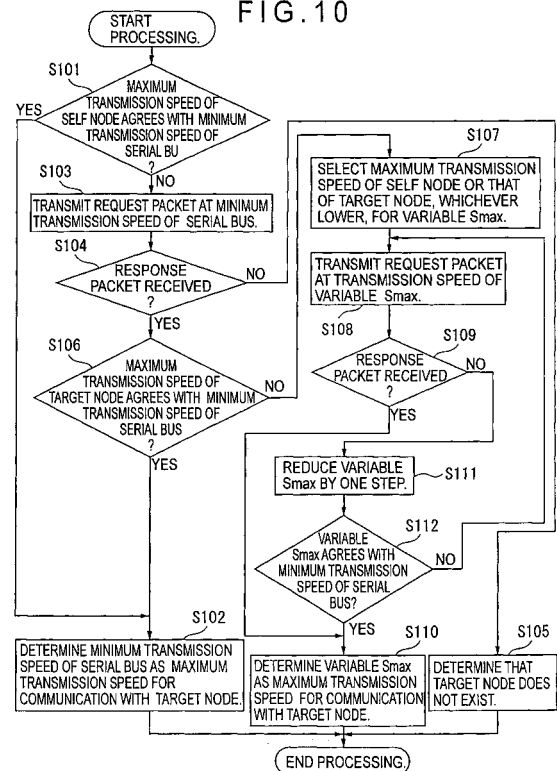 FIG.10
START
PROCESSING.
S101
MAXIMUM
TRANSMISSION SPEED OF
SELF NODE AGREES WITH MINIMUM
TRANSMISSION SPEED OF
SERIAL BU
?
YES
NO
S103
TRANSMIT REQUEST PACKET AT MINIMUM
TRANSMISSION SPEED OF SERIAL BUS.
S104
RESPONSE
PACKET RECEIVED
?
NO
YES
S106
MAXIMUM
TRANSMISSION SPEED OF
TARGET NODE AGREES WITH MINIMUM
TRANSMISSION SPEED OF
SERIAL BUS
?
NO
YES
S102
DETERMINE MINIMUM TRANSMISSION
SPEED OF SERIAL BUS AS MAXIMUM
TRANSMISSION SPEED FOR
COMMUNICATION WITH TARGET NODE.
S107
SELECT MAXIMUM TRANSMISSION
SPEED OF SELF NODE OR THAT
OF TARGET NODE, WHICHEVER
LOWER, FOR VARIABLE Smax.
TRANSMIT REQUEST PACKET
AT TRANSMISSION SPEED OF
VARIABLE Smax.
S108
S109
RESPONSE
PACKET RECEIVED
?
NO
YES
REDUCE VARIABLE
Smax BY ONE STEP.
S111
S112
VARIABLE
Smax AGREES WITH
MINIMUM TRANSMISSION
SPEED OF SERIAL
BUS?
NO
YES
S110
DETERMINE VARIABLE Smax
AS MAXIMUM TRANSMISSION
SPEED FOR COMMUNICATION
WITH TARGET NODE.
S105
DETERMINE THAT
TARGET NODE DOES
NOT EXIST.
END PROCESSING.